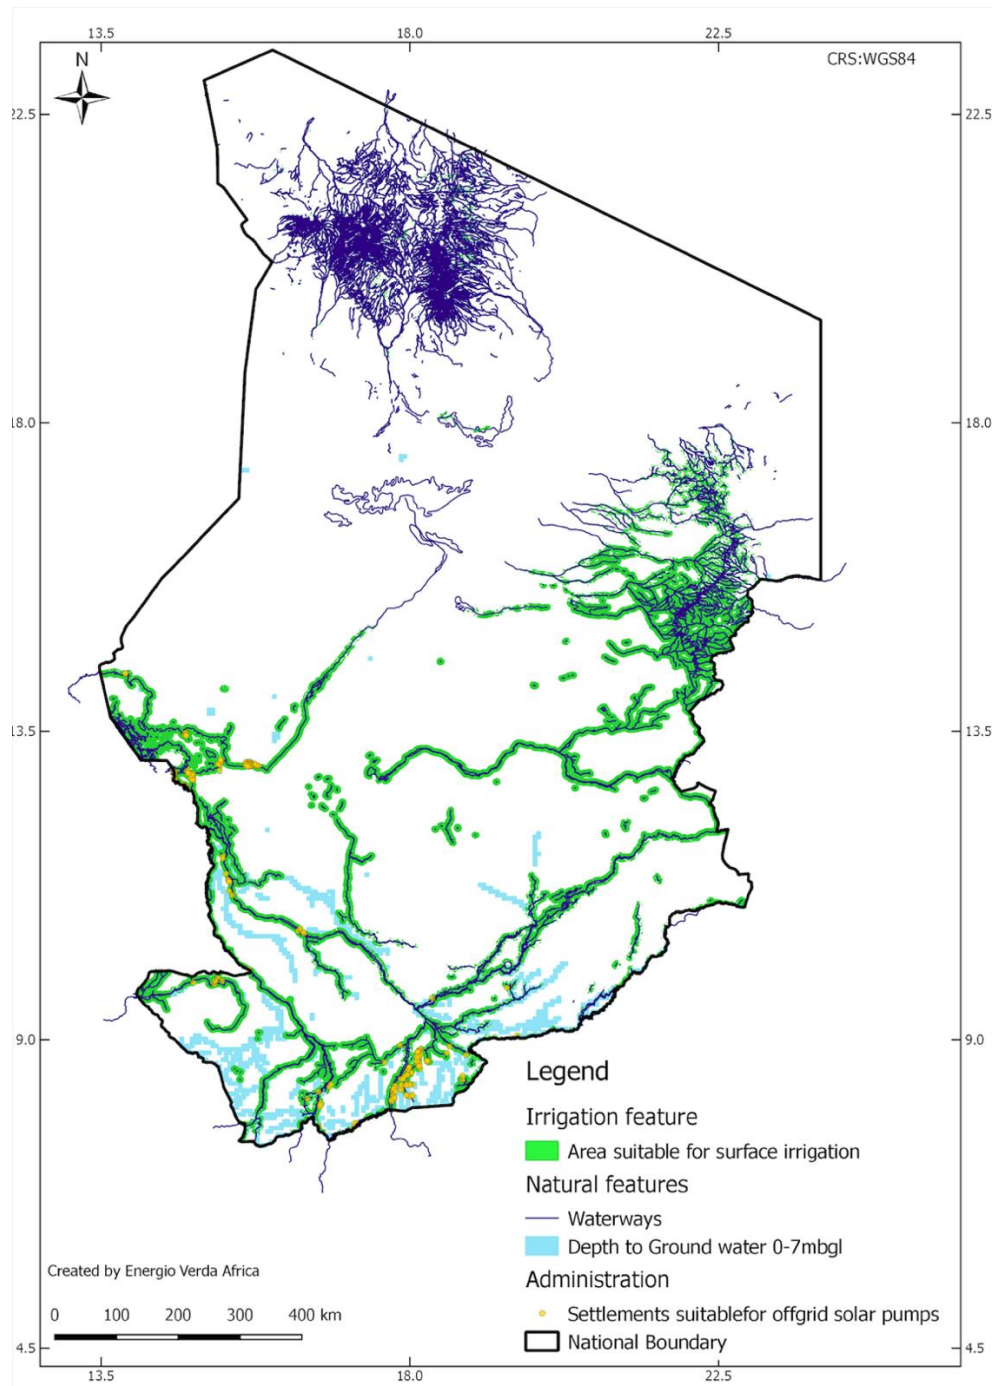 13.5 18.0 22.5
N
CRS:WGS84
22.5 22.5
18.0 18.0
13.5 13.5
9.0 9.0
Legend
Irrigation feature
Area suitable for surface irrigation
Natural features
Waterways
Depth to Ground water 0-7mbgl
Administration
Settlements suitablefor offgrid solar pumps
National Boundary
Created by Energio Verda Africa
0 100 200 300 400 km
4.5 4.5
13.5 18.0 22.5